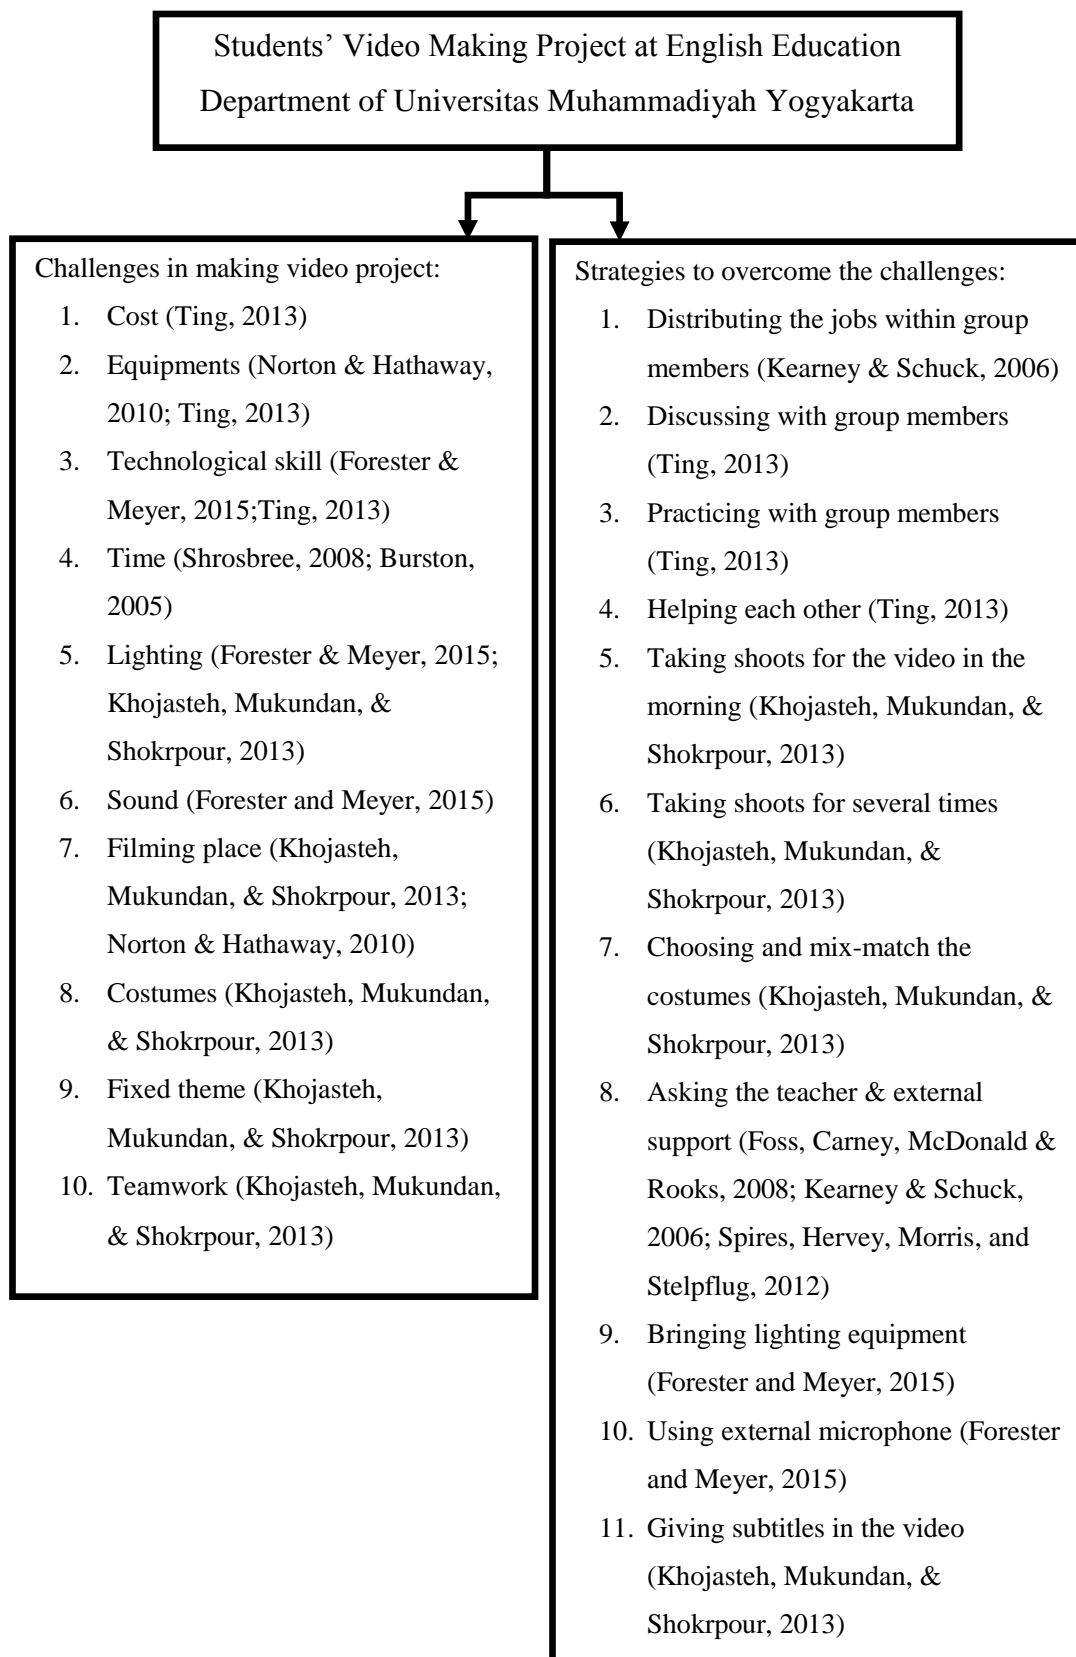 Students’ Video Making Project at English Education
Department of Universitas Muhammadiyah Yogyakarta
Challenges in making video project:
1. Cost (Ting, 2013)
2. Equipments (Norton & Hathaway,
2010; Ting, 2013)
3. Technological skill (Forester &
Meyer, 2015;Ting, 2013)
4. Time (Shrosbree, 2008; Burston,
2005)
5. Lighting (Forester & Meyer, 2015;
Khojasteh, Mukundan, &
Shokrpour, 2013)
6. Sound (Forester and Meyer, 2015)
7. Filming place (Khojasteh,
Mukundan, & Shokrpour, 2013;
Norton & Hathaway, 2010)
8. Costumes (Khojasteh, Mukundan,
& Shokrpour, 2013)
9. Fixed theme (Khojasteh,
Mukundan, & Shokrpour, 2013)
10. Teamwork (Khojasteh, Mukundan,
& Shokrpour, 2013)
Strategies to overcome the challenges:
1. Distributing the jobs within group
members (Kearney & Schuck, 2006)
2. Discussing with group members
(Ting, 2013)
3. Practicing with group members
(Ting, 2013)
4. Helping each other (Ting, 2013)
5. Taking shoots for the video in the
morning (Khojasteh, Mukundan, &
Shokrpour, 2013)
6. Taking shoots for several times
(Khojasteh, Mukundan, &
Shokrpour, 2013)
7. Choosing and mix-match the
costumes (Khojasteh, Mukundan, &
Shokrpour, 2013)
8. Asking the teacher & external
support (Foss, Carney, McDonald &
Rooks, 2008; Kearney & Schuck,
2006; Spires, Hervey, Morris, and
Stelpflug, 2012)
9. Bringing lighting equipment
(Forester and Meyer, 2015)
10. Using external microphone (Forester
and Meyer, 2015)
11. Giving subtitles in the video
(Khojasteh, Mukundan, &
Shokrpour, 2013)